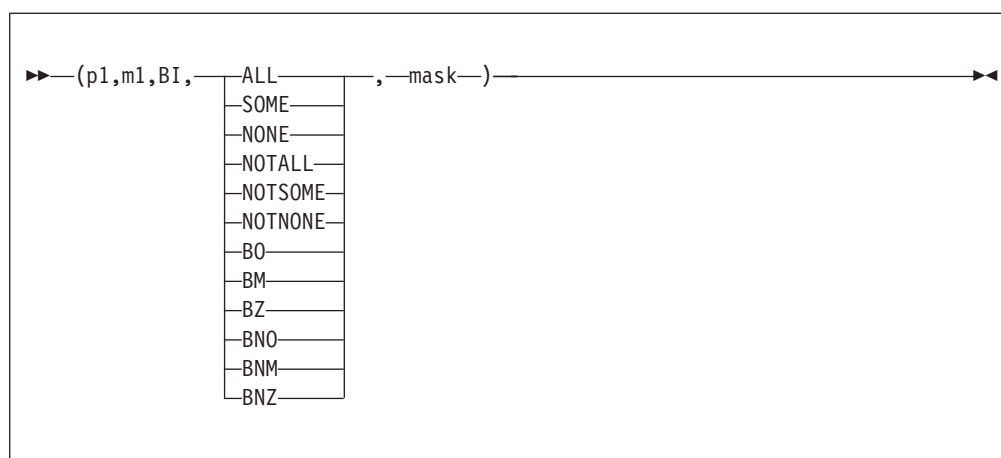 (p1,m1,BI, ALL , mask )
SOME
NONE
NOTALL
NOTSOME
NOTNONE
BO
BM
BZ
BNO
BNM
BNZ